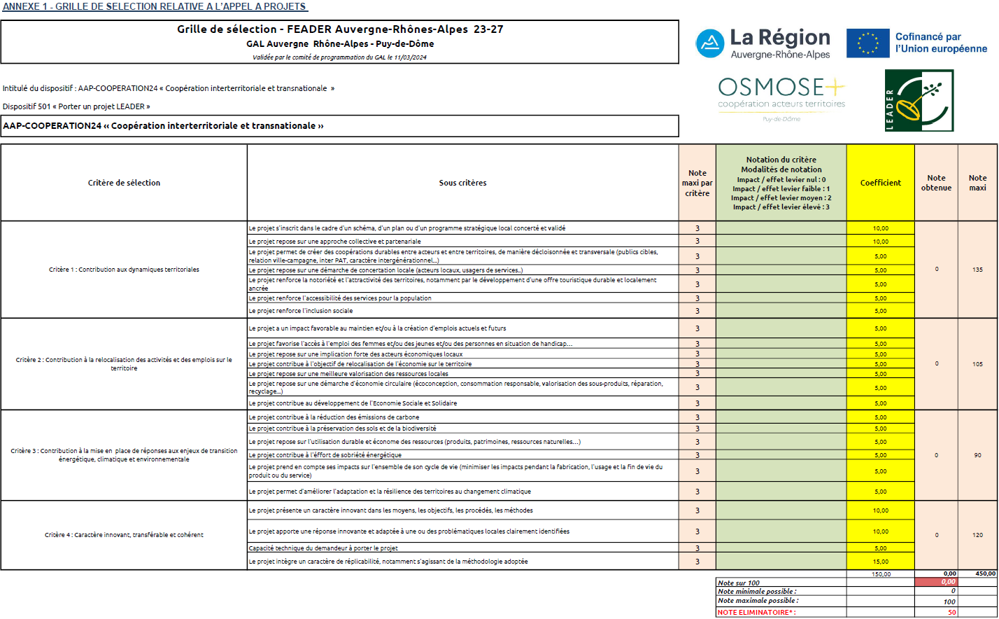 ANNEXE 1 - GRILLE DE SELECTION RELATIVE A L'APPEL A PROJETS
Grille de sélection - FEADER Auvergne-Rhônes-Alpes 23-27
GAL Auvergne Rhône-Alpes - Puy-de-Dôme
Validée par le comité de programmation du GAL le 11/03/2024
La Région
Auvergne-Rhône-Alpes
Cofinancé par
l'Union européenne
Intitulé du dispositif : AAP-COOPERATION24 « Coopération interterritoriale et transnationale »
OSMOSE+
coopération acteurs territoires
Puy-de-Dôme
LEADER
Dispositif 501 « Porter un projet LEADER »
AAP-COOPERATION24 « Coopération interterritoriale et transnationale »
Critère de sélection
Sous critères
Note
maxi par
critère
Notation du critère
Modalités de notation
Impact / effet levier nul : 0
Impact / effet levier faible : 1
Impact / effet levier moyen : 2
Impact / effet levier élevé : 3
Coefficient
Note
obtenue
Note
maxi
Critère 1 : Contribution aux dynamiques territoriales
Le projet s'inscrit dans le cadre d'un schéma, d'un plan ou d'un programme stratégique local concerté et validé
3
10,00
Le projet repose sur une approche collective et partenariale
3
10,00
Le projet permet de créer des coopérations durables entre acteurs et entre territoires, de manière décloisonnée et transversale (publics cibles,
relation ville-campagne, inter PAT, caractère intergénérationnel...)
3
5,00
Le projet repose sur une démarche de concertation locale (acteurs locaux, usagers de services..)
3
5,00
Le projet renforce la notoriété et l'attractivité des territoires, notamment par le développement d'une offre touristique durable et localement
ancrée
3
5,00
Le projet renforce l'accessibilité des services pour la population
3
5,00
Le projet renforce l'inclusion sociale
3
5,00
0
135
Critère 2 : Contribution à la relocalisation des activités et des emplois sur le
territoire
Le projet a un impact favorable au maintien et/ou à la création d'emplois actuels et futurs
3
5,00
Le projet favorise l'accès à l'emploi des femmes et/ou des jeunes et/ou des personnes en situation de handicap...
3
5,00
Le projet repose sur une implication forte des acteurs économiques locaux
3
5,00
Le projet contribue à l'objectif de relocalisation de l'économie sur le territoire
3
5,00
Le projet repose sur une meilleure valorisation des ressources locales
3
5,00
Le projet repose sur une démarche d'économie circulaire (écoconception, consommation responsable, valorisation des sous-produits, réparation,
recyclage...)
3
5,00
Le projet contribue au développement de l'Economie Sociale et Solidaire
3
5,00
0
105
Critère 3 : Contribution à la mise en place de réponses aux enjeux de transition
énergétique, climatique et environnementale
Le projet contribue à la réduction des émissions de carbone
3
5,00
Le projet contribue à la préservation des sols et de la biodiversité
3
5,00
Le projet repose sur l'utilisation durable et économe des ressources (produits, patrimoines, ressources naturelles...)
3
5,00
Le projet contribue à l'éffort de sobriété énergétique
3
5,00
Le projet prend en compte ses impacts sur l'ensemble de son cycle de vie (minimiser les impacts pendant la fabrication, l'usage et la fin de vie du
produit ou du service)
3
5,00
Le projet permet d'améliorer l'adaptation et la résilience des territoires au changement climatique
3
5,00
0
90
Critère 4 : Caractère innovant, transférable et cohérent
Le projet présente un caractère innovant dans les moyens, les objectifs, les procédés, les méthodes
3
10,00
Le projet apporte une réponse innovante et adaptée à une ou des problématiques locales clairement identifiées
3
10,00
Capacité technique du demandeur à porter le projet
3
5,00
Le projet intègre un caractère de réplicabilité, notamment s'agissant de la méthodologie adoptée
3
15,00
0
120
150,00
0,00
450,00
Note sur 100
0,00
Note minimale possible :
0
Note maximale possible :
100
NOTE ELIMINATOIRE* :
50